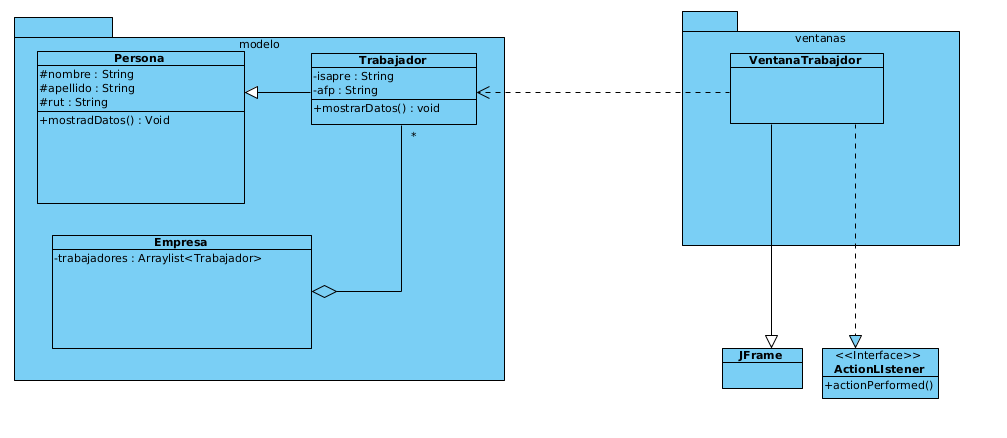 modelo
Persona
#nombre : String
#apellido : String
#rut : String
+mostradDatos() : Void
Trabajador
-isapre : String
-afp : String
+mostrarDatos() : void
*
Empresa
-trabajadores : Arraylist<Trabajador>
ventanas
VentanaTrabajdor
JFrame
<<Interface>>
ActionLIstener
+actionPerformed()